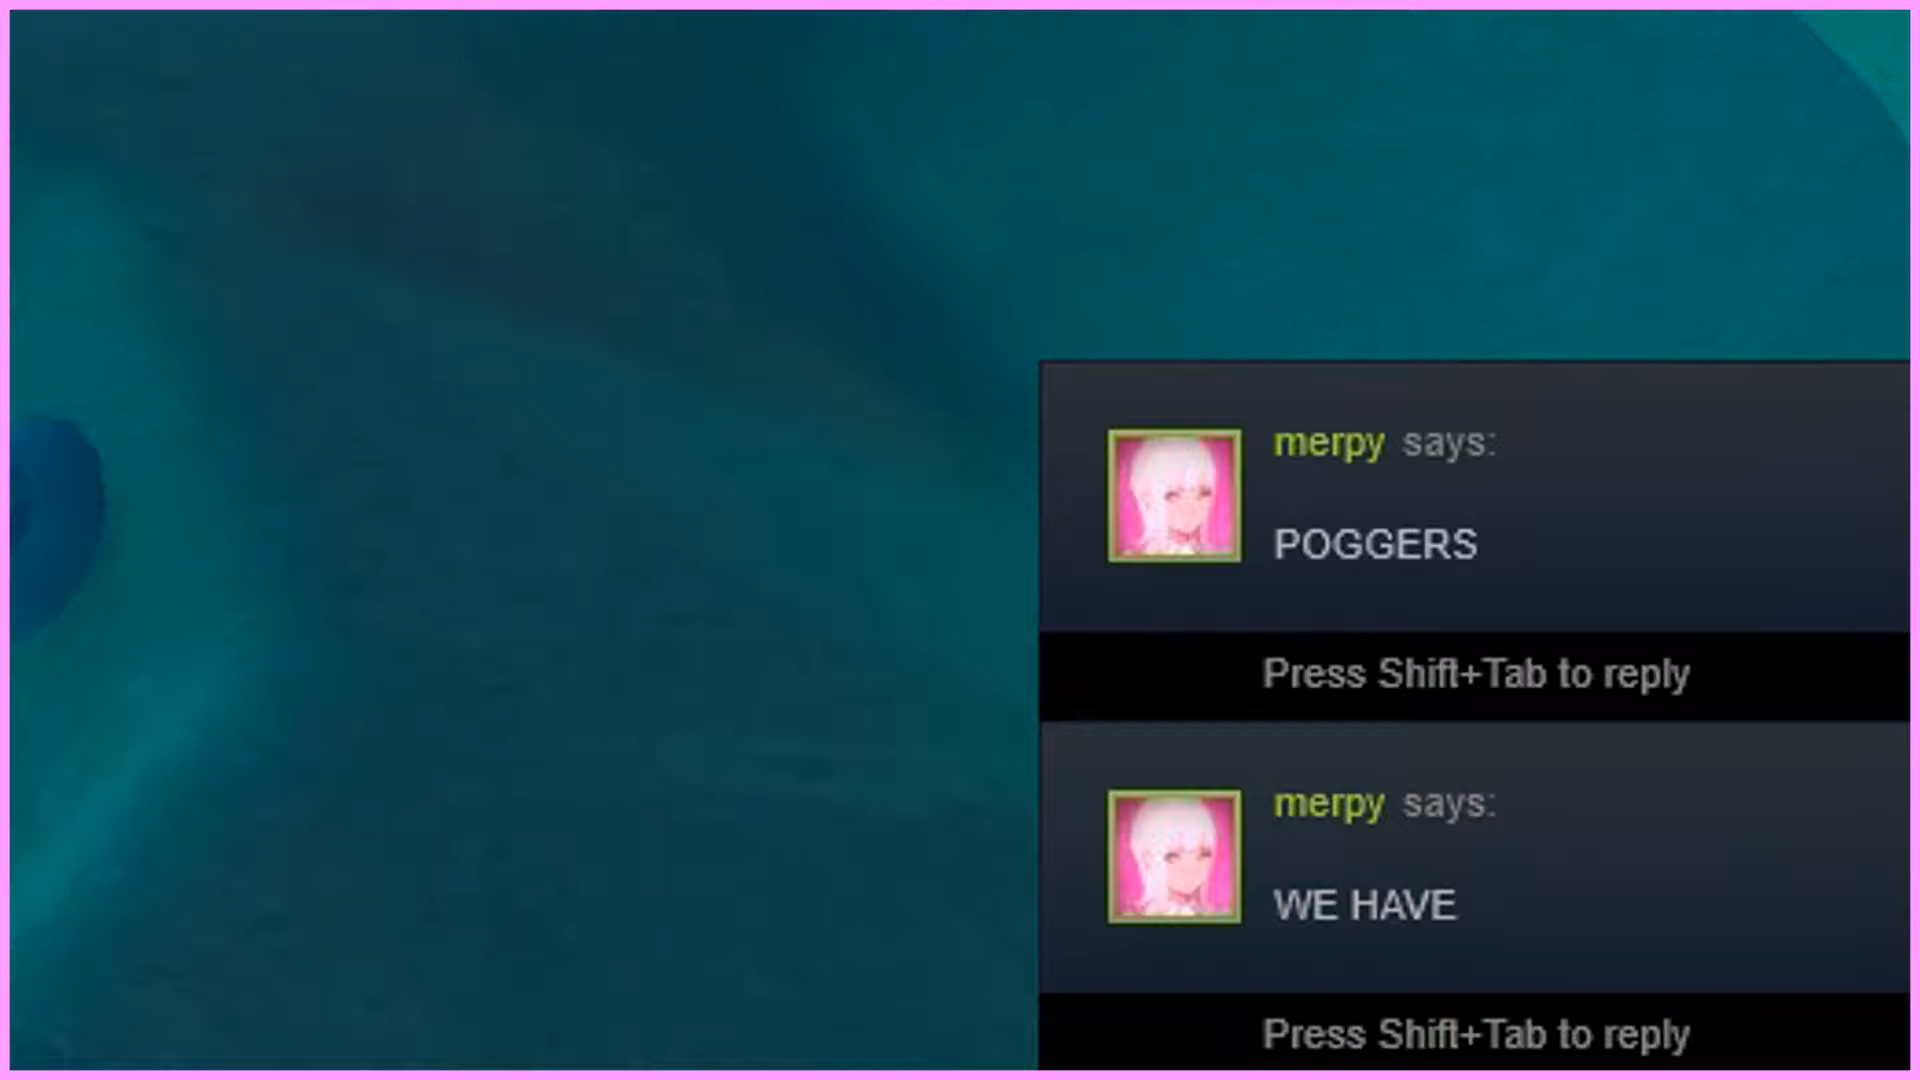 merpy says:
POGGERS
Press Shift+Tab to reply
merpy says:
WE HAVE
Press Shift+Tab to reply